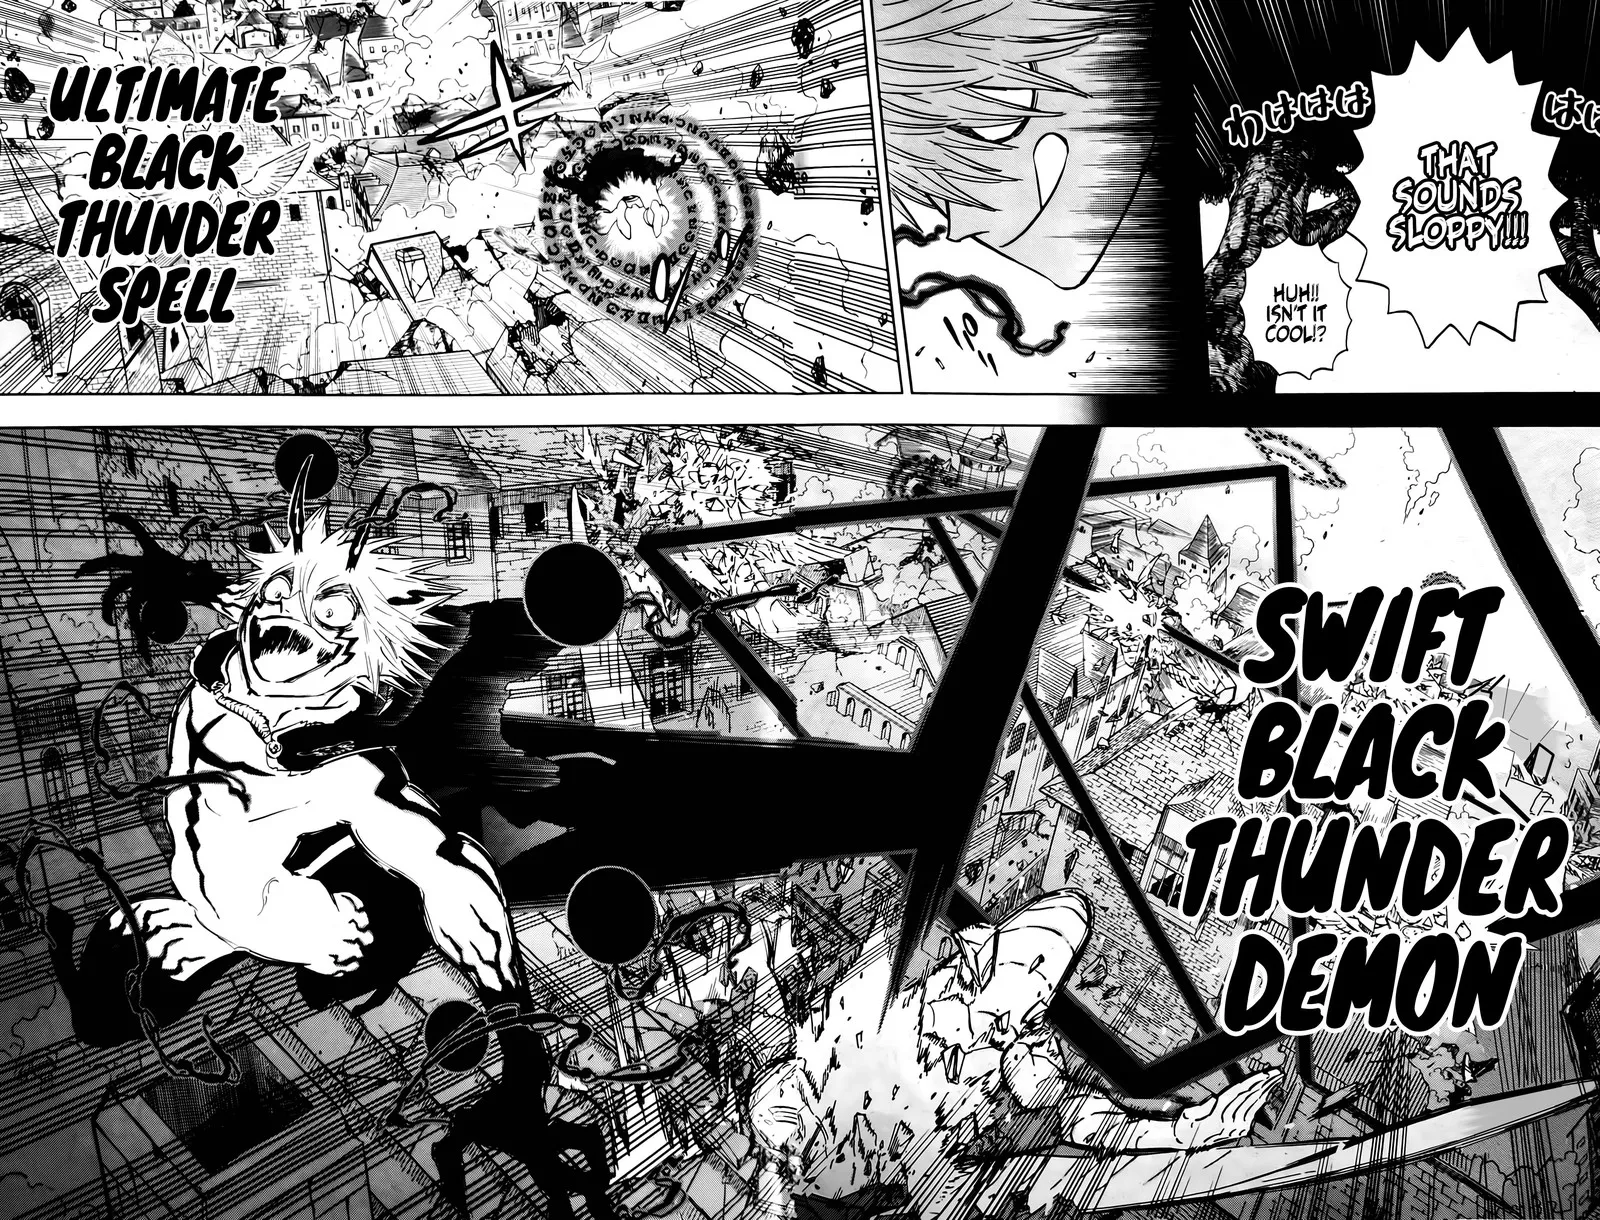 わはははは
THAT
SOUNDS
SLOPPY!!!
HUH!!
ISN'T IT
COOL!?
ULTIMATE
BLACK
THUNDER
SPELL
SWIFT
BLACK
THUNDER
DEMON